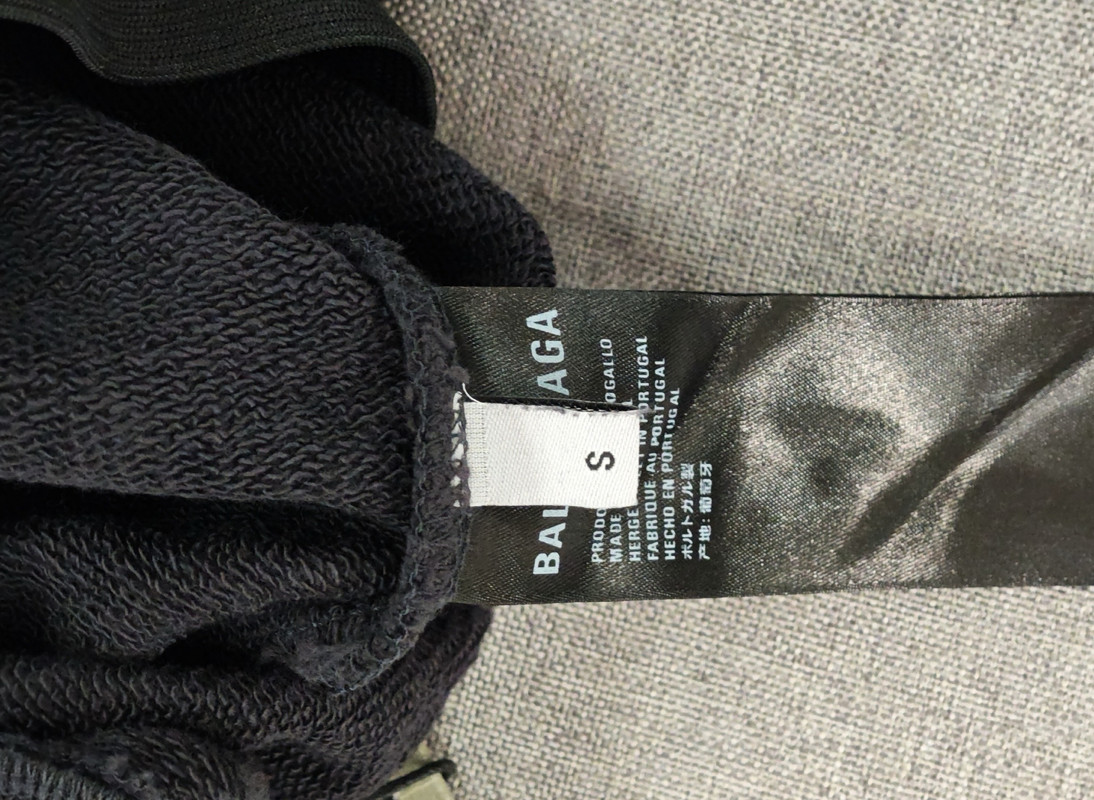 BAL AGA
S
PRODO OGALLO
MADE
HERGE IN PORTUGAL
FABRIQUE AU PORTUGAL
HECHO EN PORTUGAL
ポルトガル製
产地: 葡萄牙